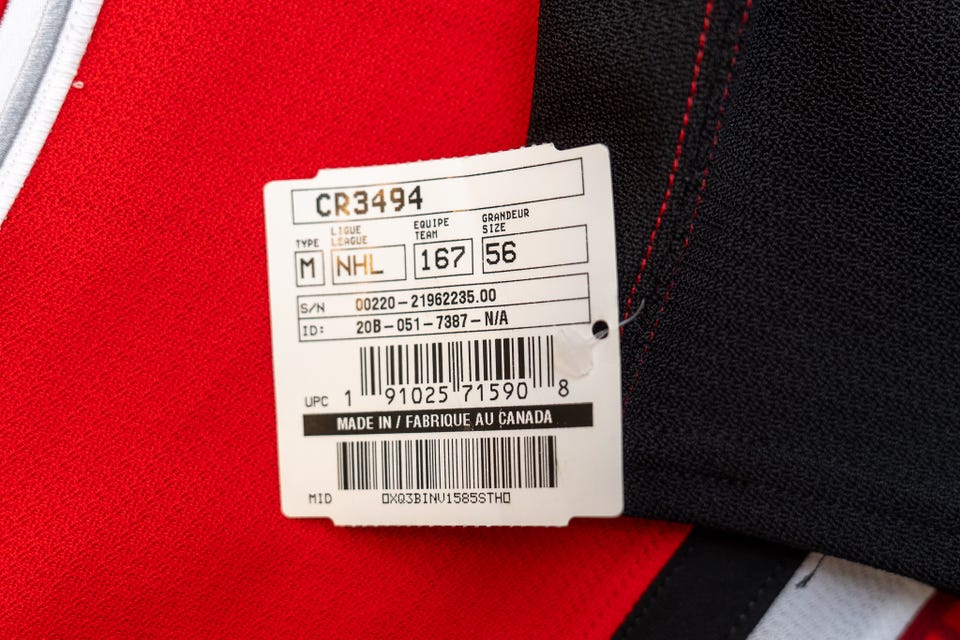 CR3494
TYPE LIGUE LEAGUE EQUIPE TEAM GRANDEUR SIZE
M NHL 167 56
S/N 00220-21962235.00
ID: 20B-051-7387-N/A
UPC 1 91025 71590 8
MADE IN / FABRIQUE AU CANADA
MID 0XQ3BINV1585STH0